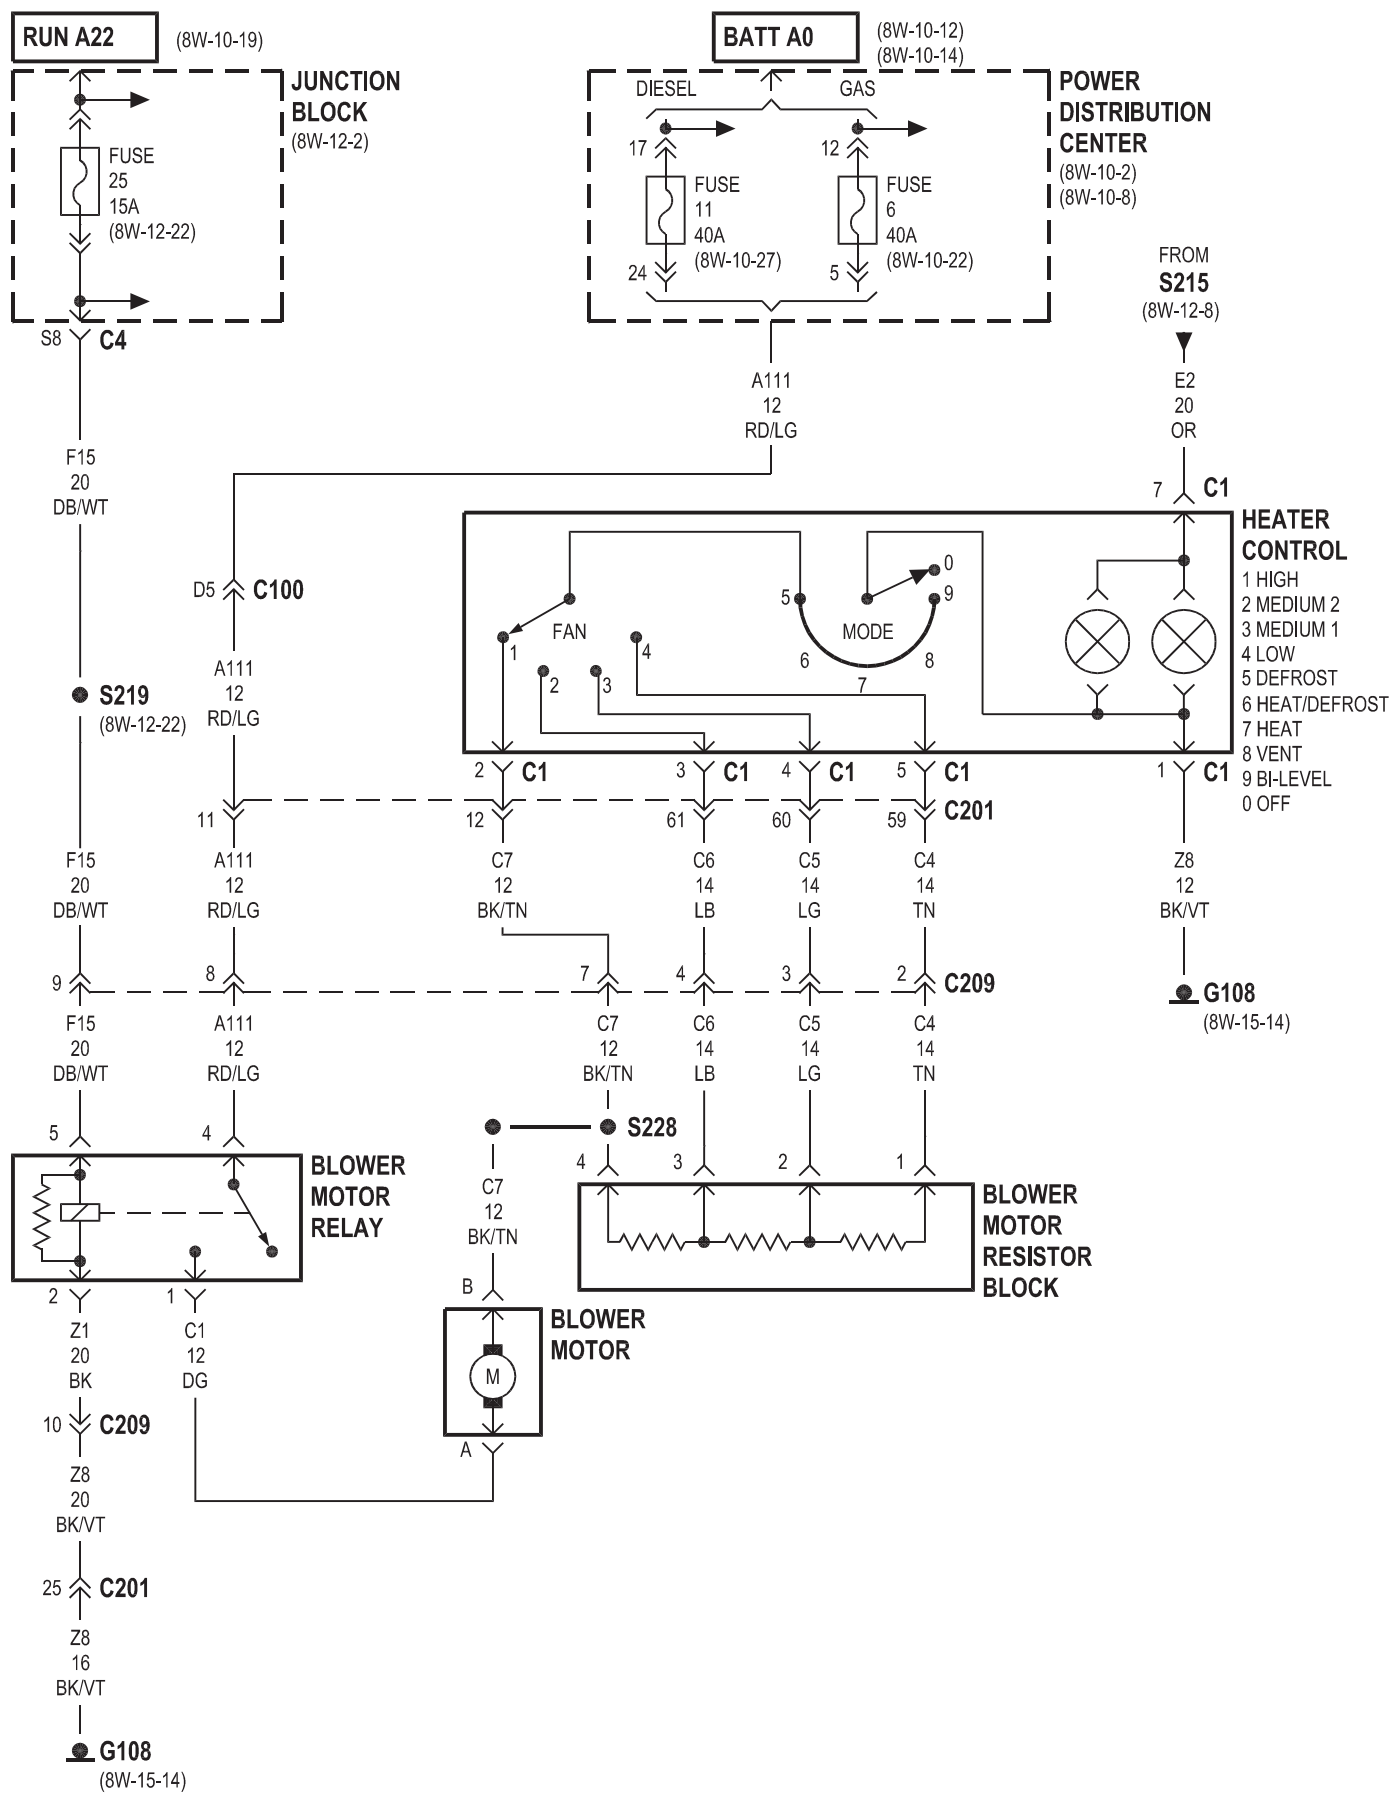 RUN A22
(8W-10-19)
BATT A0
(8W-10-12)
(8W-10-14)
JUNCTION
BLOCK
(8W-12-2)
FUSE
25
15A
(8W-12-22)
S8
C4
DIESEL
GAS
17
FUSE
11
40A
(8W-10-27)
24
12
FUSE
6
40A
(8W-10-22)
5
POWER
DISTRIBUTION
CENTER
(8W-10-2)
(8W-10-8)
FROM
S215
(8W-12-8)
A111
12
RD/LG
E2
20
OR
F15
20
DB/WT
7
C1
D5
C100
HEATER
CONTROL
1 HIGH
2 MEDIUM 2
3 MEDIUM 1
4 LOW
5 DEFROST
6 HEAT/DEFROST
7 HEAT
8 VENT
9 BI-LEVEL
0 OFF
FAN
1
2
3
4
MODE
5
6
7
8
9
0
A111
12
RD/LG
S219
(8W-12-22)
2
C1
3
C1
4
C1
5
C1
1
C1
11
12
61
60
59
C201
F15
20
DB/WT
A111
12
RD/LG
C7
12
BK/TN
C6
14
LB
C5
14
LG
C4
14
TN
Z8
12
BK/VT
9
8
7
4
3
2
C209
G108
(8W-15-14)
F15
20
DB/WT
A111
12
RD/LG
C7
12
BK/TN
C6
14
LB
C5
14
LG
C4
14
TN
5
4
S228
4
3
2
1
BLOWER
MOTOR
RELAY
C7
12
BK/TN
BLOWER
MOTOR
RESISTOR
BLOCK
2
1
B
Z1
20
BK
C1
12
DG
BLOWER
MOTOR
M
A
10
C209
Z8
20
BK/VT
25
C201
Z8
16
BK/VT
G108
(8W-15-14)